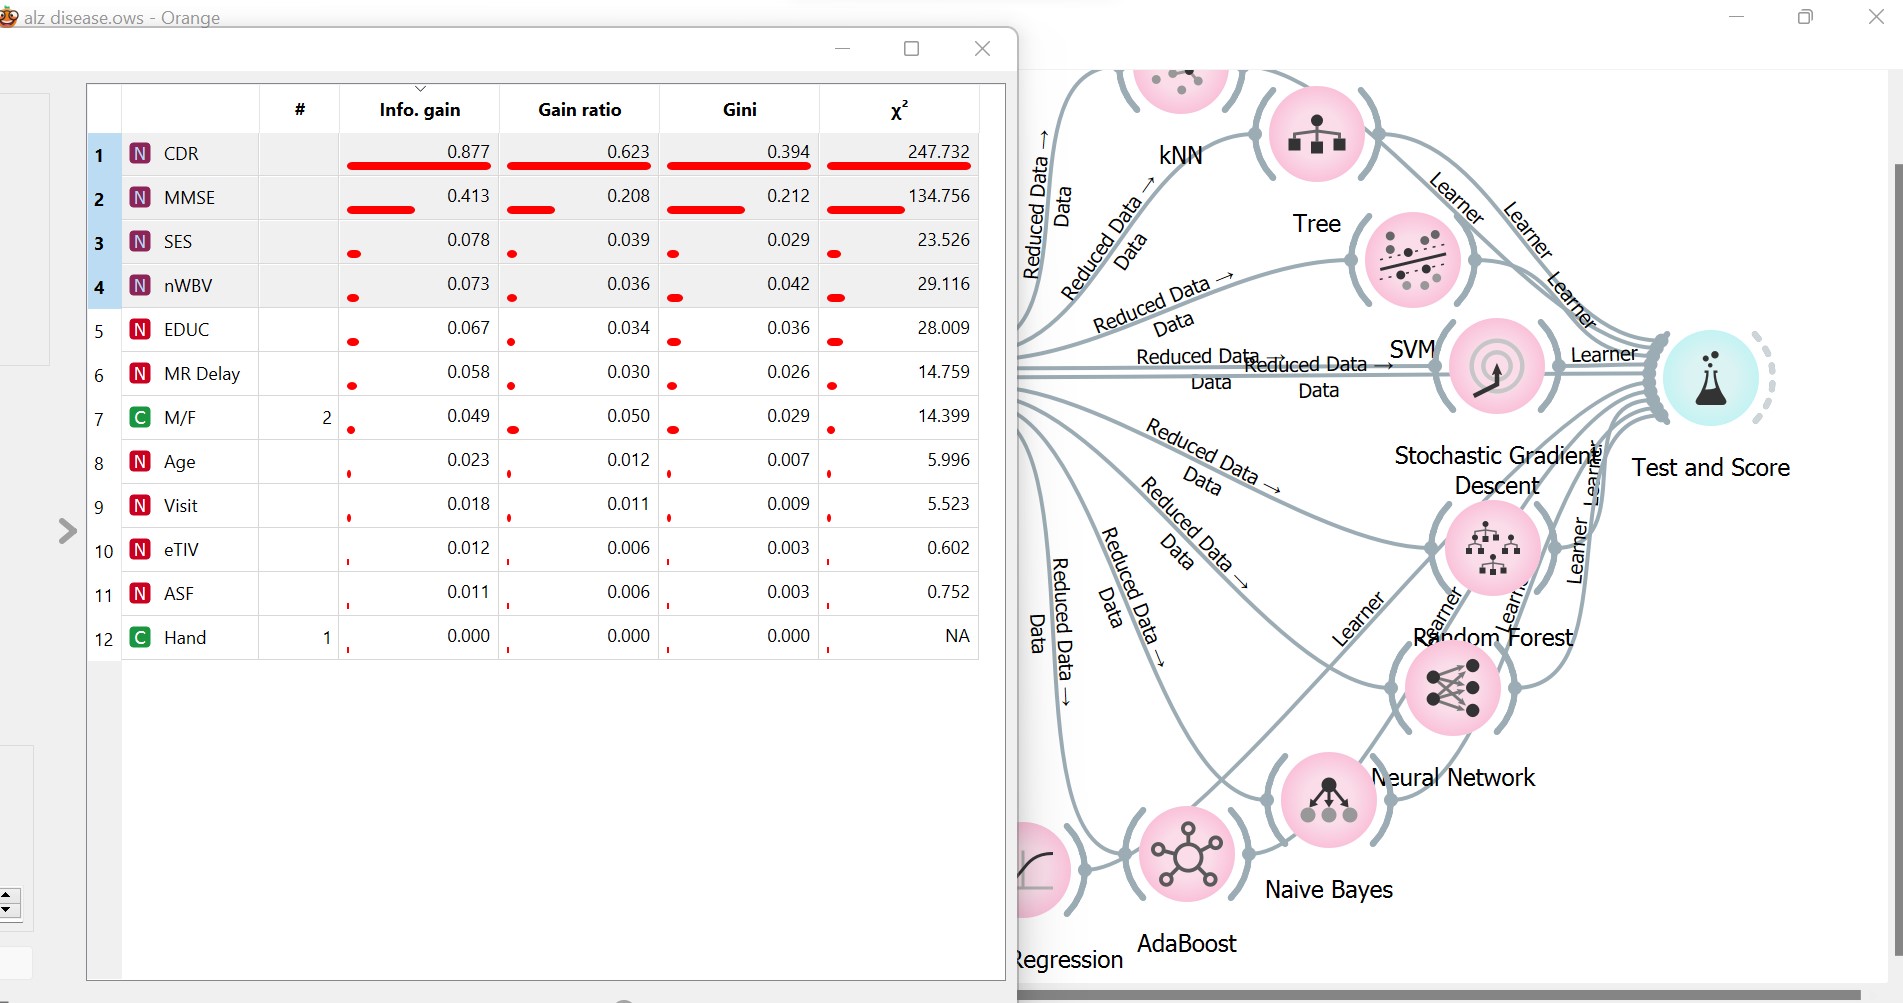 alz disease.ows - Orange
# Info. gain Gain ratio Gini χ²
1 N CDR 0.877 0.623 0.394 247.732
2 N MMSE 0.413 0.208 0.212 134.756
3 N SES 0.078 0.039 0.029 23.526
4 N nWBV 0.073 0.036 0.042 29.116
5 N EDUC 0.067 0.034 0.036 28.009
6 N MR Delay 0.058 0.030 0.026 14.759
7 C M/F 2 0.049 0.050 0.029 14.399
8 N Age 0.023 0.012 0.007 5.996
9 N Visit 0.018 0.011 0.009 5.523
10 N eTIV 0.012 0.006 0.003 0.602
11 N ASF 0.011 0.006 0.003 0.752
12 C Hand 1 0.000 0.000 0.000 NA
kNN
Tree
SVM
Stochastic Gradient
Descent
Test and Score
Random Forest
Neural Network
Naive Bayes
AdaBoost
Regression
Reduced Data →
Data
Reduced Data →
Data
Reduced Data →
Data
Reduced Data →
Data
Reduced Data →
Data
Reduced Data →
Data
Reduced Data →
Data
Reduced Data →
Data
Reduced Data →
Data
Learner
Learner
Learner
Learner
Learner
Learner
Learner
Learner
Learner